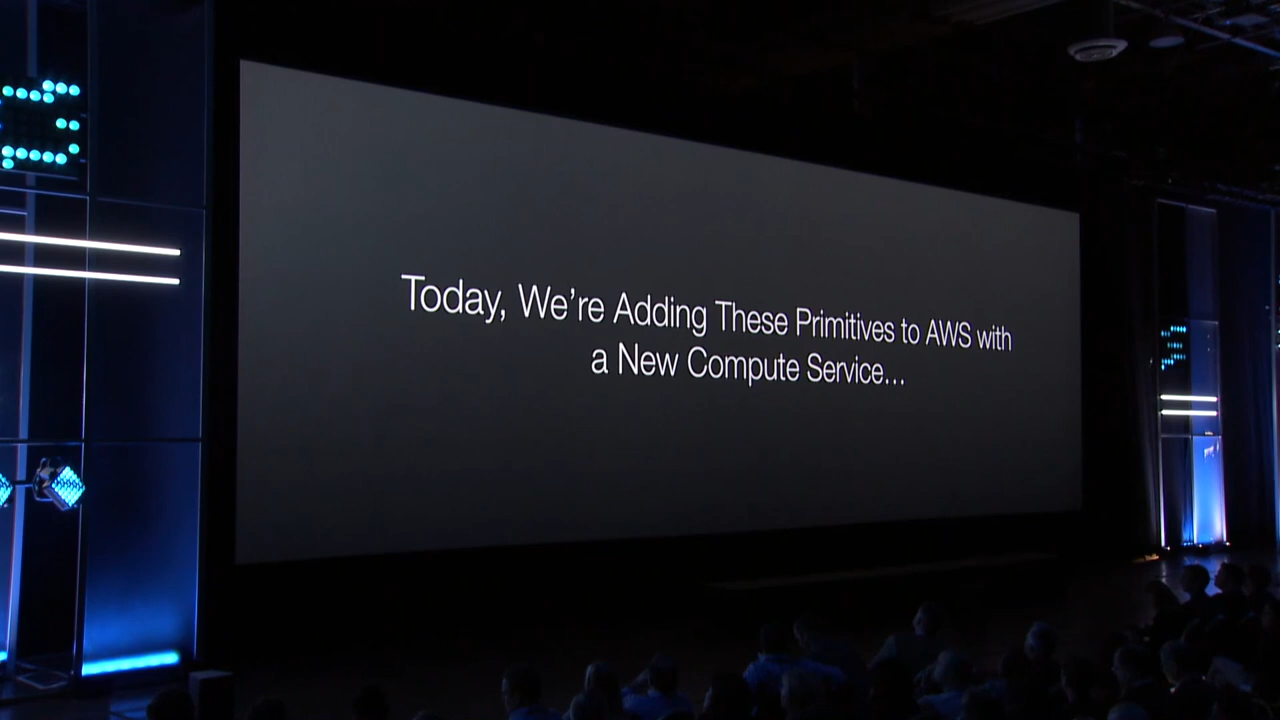 Today, We’re Adding These Primitives to AWS with
a New Compute Service...